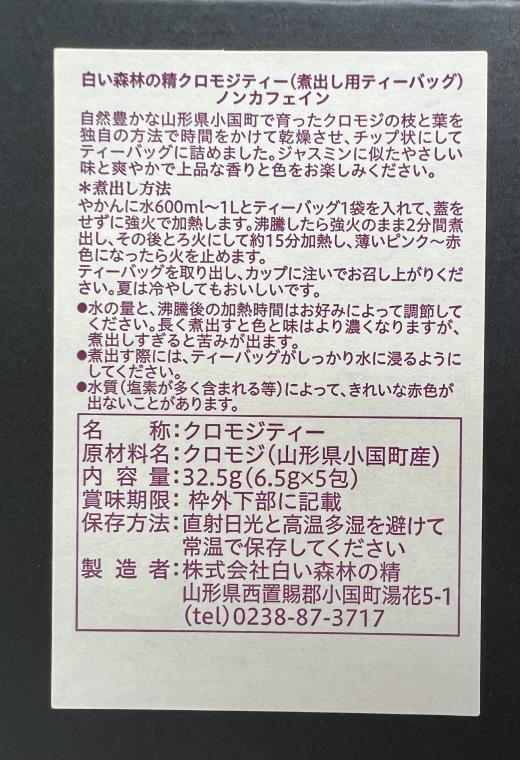 白い森林の精クロモジティー(煮出し用ティーバッグ)
ノンカフェイン
自然豊かな山形県小国町で育ったクロモジの枝と葉を
独自の方法で時間をかけて乾燥させ、チップ状にして
ティーバッグに詰めました。ジャスミンに似たやさしい
味と爽やかで上品な香りと色をお楽しみください。
＊煮出し方法
やかんに水600ml〜1Lとティーバッグ1袋を入れて、蓋を
せずに強火で加熱します。沸騰したら強火のまま2分間煮
出し、その後とろ火にして約15分加熱し、薄いピンク〜赤
色になったら火を止めます。
ティーバッグを取り出し、カップに注いでお召し上がりくだ
さい。夏は冷やしてもおいしいです。
●水の量と、沸騰後の加熱時間はお好みによって調節して
ください。長く煮出すと色と味はより濃くなりますが、
煮出しすぎると苦みが出ます。
●煮出す際には、ティーバッグがしっかり水に浸るように
してください。
●水質(塩素が多く含まれる等)によって、きれいな赤色が
出ないことがあります。
名称:クロモジティー
原材料名:クロモジ(山形県小国町産)
内容量:32.5g(6.5g×5包)
賞味期限:枠外下部に記載
保存方法:直射日光と高温多湿を避けて
常温で保存してください
製造者:株式会社白い森林の精
山形県西置賜郡小国町湯花5-1
(tel)0238-87-3717